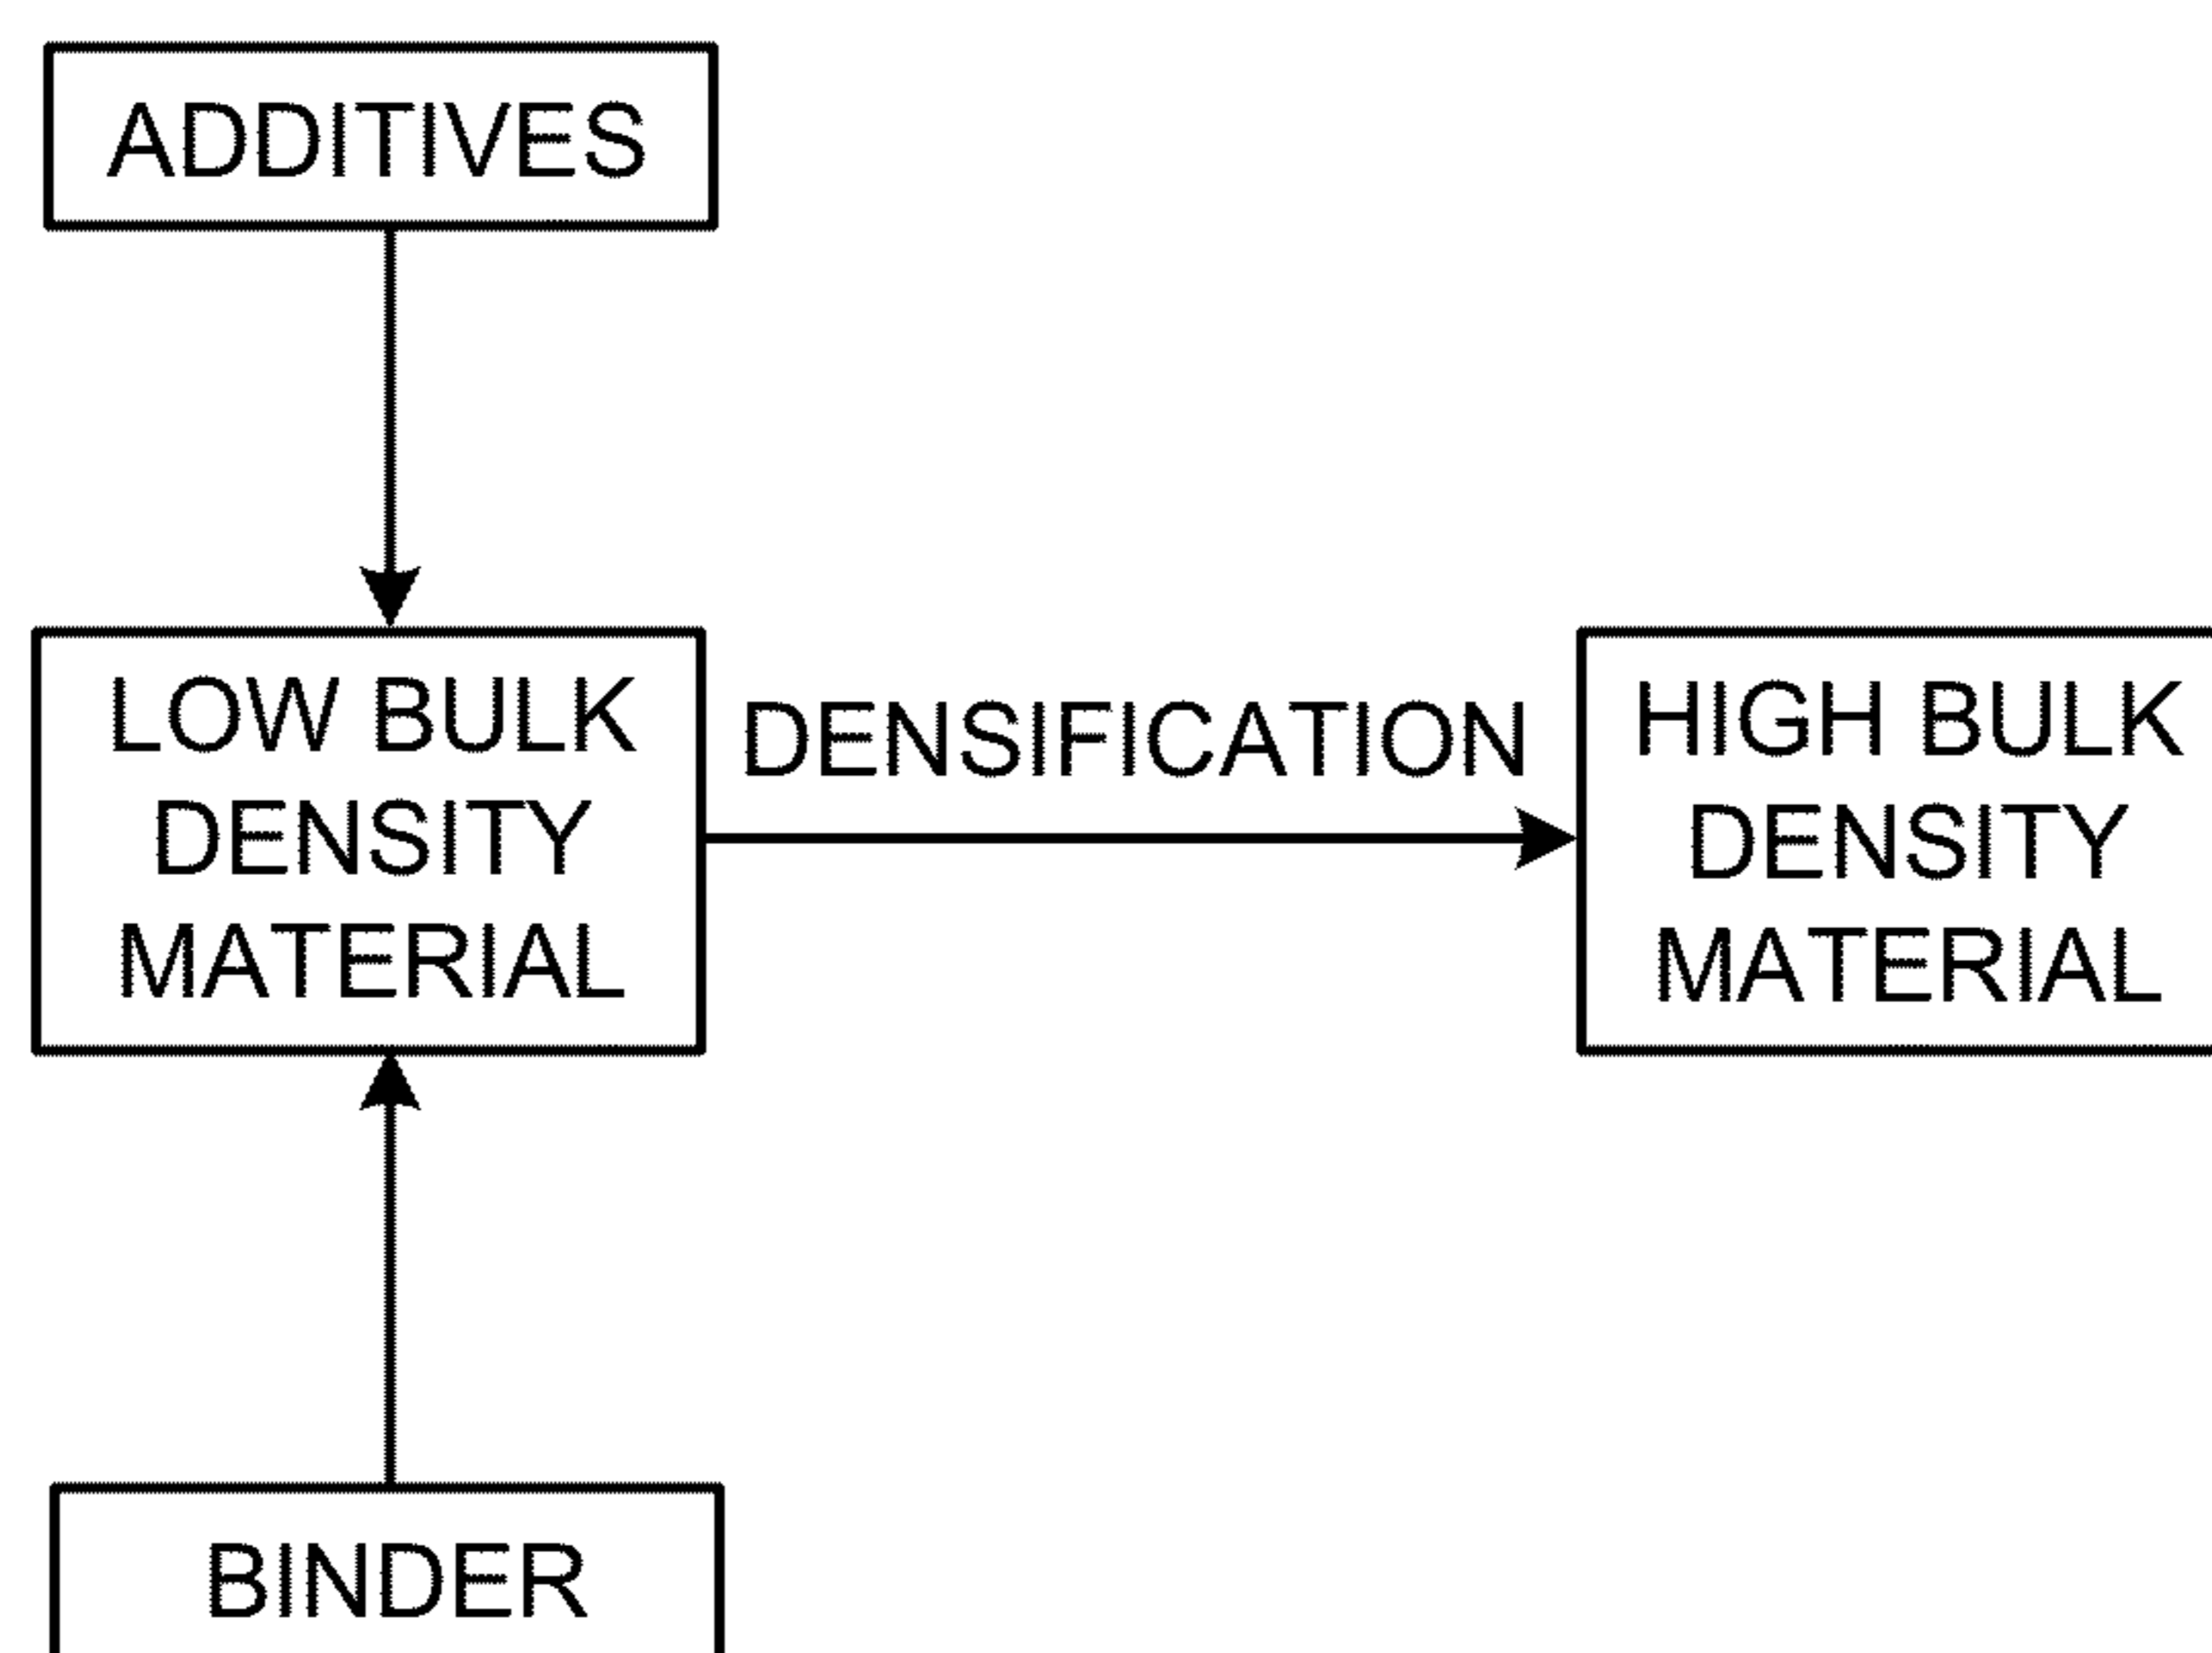 ADDITIVES
LOW BULK
DENSITY
MATERIAL
DENSIFICATION
HIGH BULK
DENSITY
MATERIAL
BINDER